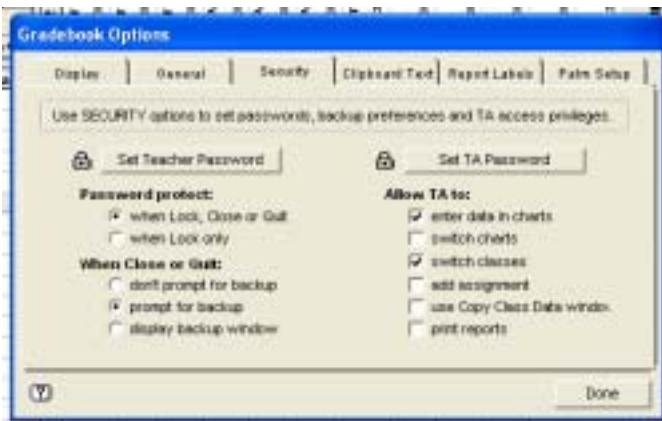 Gradebook Options
Display General Security Clipboard Text Report Labels Palm Setup
Use SECURITY options to set passwords, backup preferences and TA access privileges.
Set Teacher Password
Password protect:
when Lock, Close or Quit
when Lock only
When Close or Quit:
don't prompt for backup
prompt for backup
display backup window
Set TA Password
Allow TA to:
enter data in charts
switch charts
switch classes
add assignment
use Copy Class Data window.
print reports
?
Done